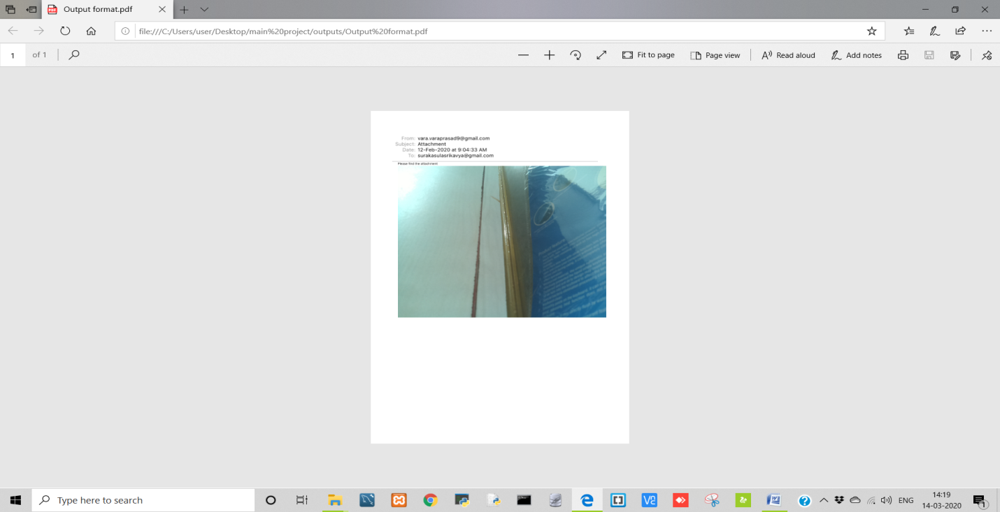 Output format.pdf
file:///C:/Users/user/Desktop/main%20project/outputs/Output%20format.pdf
1 of 1 Fit to page Page view Read aloud Add notes
From: vara.varaprasad9@gmail.com
Subject: Attachment
Date: 12-Feb-2020 at 9:04:33 AM
To: surakasulasrikavya@gmail.com
Please find the attachment
Type here to search
ENG
14:19
14-03-2020
1